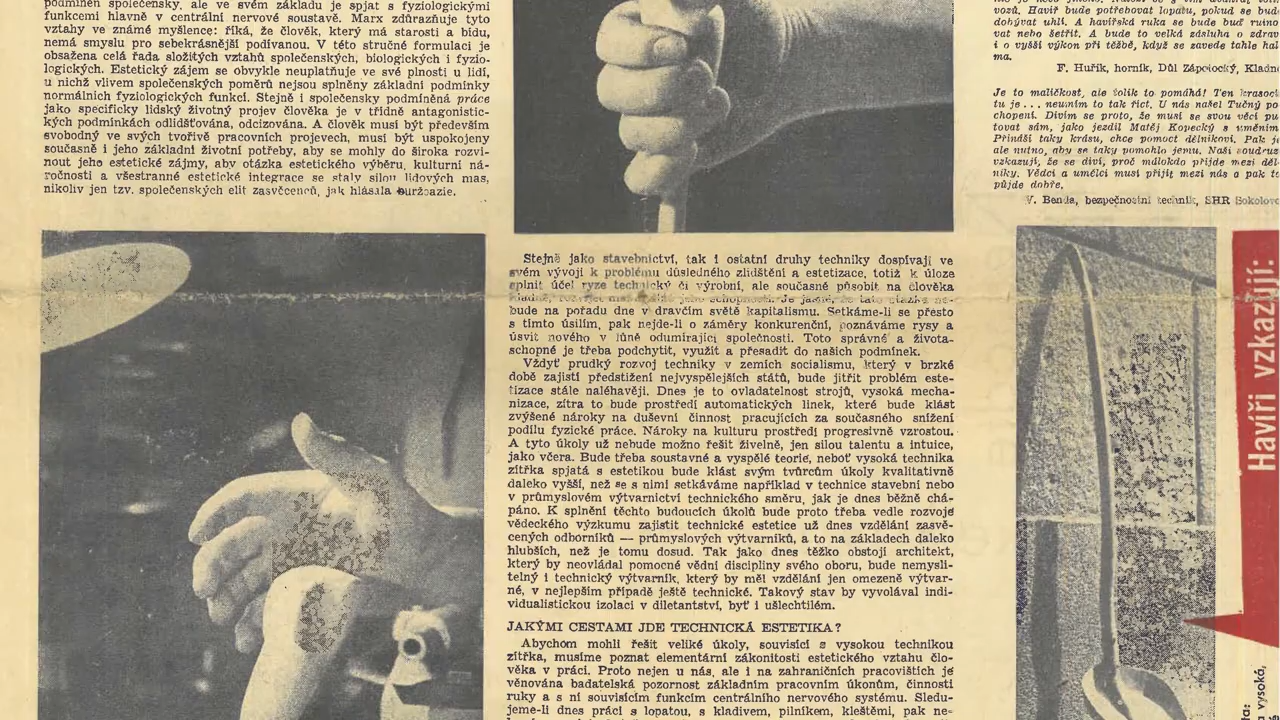 podmíněn společensky, ale ve svém základu je spjat s fyziologickými
funkcemi hlavně v centrální nervové soustavě. Marx zdůrazňuje tyto
vztahy ve známé myšlence: říká, že člověk, který má starosti a bídu,
nemá smyslu pro sebekrásnější podívanou. V této stručné formulaci je
obsažena celá řada složitých vztahů společenských, biologických i fyzio-
logických. Estetický zájem se obvykle neuplatňuje ve své plnosti u lidí,
u nichž vlivem společenských poměrů nejsou splněny základní podmínky
normálních fyziologických funkcí. Stejně i společensky podmíněná práce
jako specificky lidský životný projev člověka je v třídně antagonistic-
kých podmínkách odlidšťována, odcizována. A člověk musí být především
svobodný ve svých tvořivě pracovních projevech, musí být uspokojeny
současně i jeho základní životní potřeby, aby se mohly do široka rozvi-
nout jeho estetické zájmy, aby otázka estetického výběru, kulturní ná-
ročnosti a všestranné estetické integrace se staly silou lidových mas,
nikoliv jen tzv. společenských elit zasvěcenců, jak hlásala buržoazie.
Stejně jako stavebnictví, tak i ostatní druhy techniky dospívají ve
svém vývoji k problému důsledného zlidštění a estetizace, totiž k úloze
splnit účel ryze technický či výrobní, ale současně působit na člověka
schopnosti. Je jasné, že tato otázka ne-
bude na pořadu dne v dravčím světě kapitalismu. Setkáme-li se přesto
s tímto úsilím, pak nejde-li o záměry konkurenční, poznáváme rysy a
úsvit nového v lůně odumírající společnosti. Toto správné a života-
schopné je třeba podchytit, využít a přesadit do našich podmínek.
Vždyť prudký rozvoj techniky v zemích socialismu, který v brzké
době zajistí předstižení nejvyspělejších států, bude jitřit problém este-
tizace stále naléhavěji. Dnes je to ovladatelnost strojů, vysoká mecha-
nizace, zítra to bude prostředí automatických linek, které bude klást
zvýšené nároky na duševní činnost pracujících za současného snížení
podílu fyzické práce. Nároky na kulturu prostředí progresivně vzrostou.
A tyto úkoly už nebude možno řešit živelně, jen silou talentu a intuice,
jako včera. Bude třeba soustavné a vyspělé teorie, neboť vysoká technika
zítřka spjatá s estetikou bude klást svým tvůrcům úkoly kvalitativně
daleko vyšší, než se s nimi setkáváme například v technice stavební nebo
v průmyslovém výtvarnictví technického směru, jak je dnes běžně chá-
páno. K splnění těchto budoucích úkolů bude proto třeba vedle rozvoje
vědeckého výzkumu zajistit technické estetice už dnes vzdělání zasvě-
cených odborníků — průmyslových výtvarníků, a to na základech daleko
hlubších, než je tomu dosud. Tak jako dnes těžko obstojí architekt,
který by neovládal pomocné vědní disciplíny svého oboru, bude nemysli-
telný i technický výtvarník, který by měl vzdělání jen omezeně výtvar-
né, v nejlepším případě ještě technické. Takový stav by vyvolával indi-
vidualistickou izolaci v diletantství, byť i ušlechtilém.
JAKÝMI CESTAMI JDE TECHNICKÁ ESTETIKA?
Abychom mohli řešit veliké úkoly, souvisící s vysokou technikou
zítřka, musíme poznat elementární zákonitosti estetického vztahu člo-
věka v práci. Proto nejen u nás, ale i na zahraničních pracovištích je
věnována badatelská pozornost základním pracovním úkonům, činnosti
ruky a s ní souvisícím funkcím centrálního nervového systému. Sledu-
jeme-li dnes práci s lopatou, s kladivem, pilníkem, kleštěmi, pak ne-
vozů. Havíř bude potřebovat lopatu, pokud se bude
dobývat uhlí. A havířská ruka se bude buď ruino-
vat nebo šetřit. A bude to velká zásluha o zdraví
i o vyšší výkon při těžbě, když se zavede tahle hal-
ma.
F. Huřík, horník, Důl Zápotocký, Kladno
Je to maličkost, ale tolik to pomáhá! Ten krasoci-
tu je... neumím to tak říct. U nás našel Tučný po-
chopení. Divím se proto, že musí se svou věcí pu-
tovat sám, jako jezdil Matěj Kopecký s uměním.
Přináší taky krásu, chce pomoct dělníkovi. Pak je
ale nutno, aby se taky pomohlo jemu. Naši soudruzi
vzkazují, že se diví, proč málokdo přijde mezi děl-
níky. Vědci a umělci musí přijít mezi nás a pak to
půjde dobře.
V. Benda, bezpečnostní technik, SHR Sokolovo
Havíři vzkazují:
vysoká,